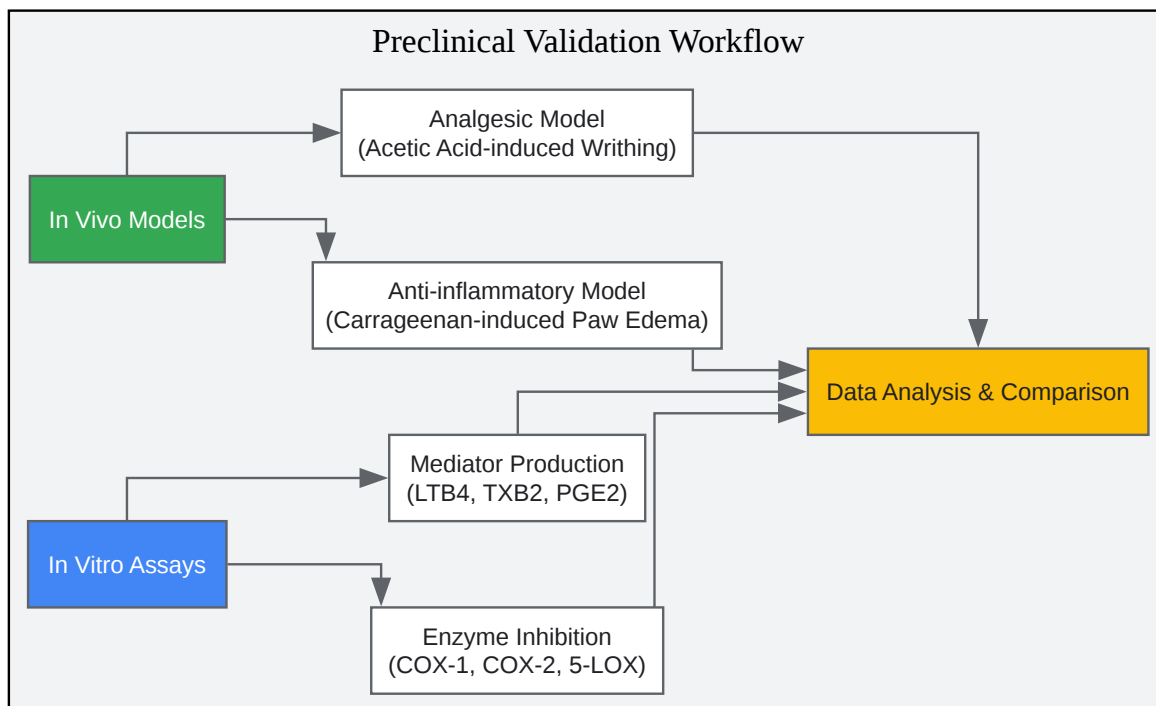 Preclinical Validation Workflow
Analgesic Model
(Acetic Acid-induced Writhing)
In Vivo Models
Anti-inflammatory Model
(Carrageenan-induced Paw Edema)
Data Analysis & Comparison
Mediator Production
(LTB4, TXB2, PGE2)
In Vitro Assays
Enzyme Inhibition
(COX-1, COX-2, 5-LOX)